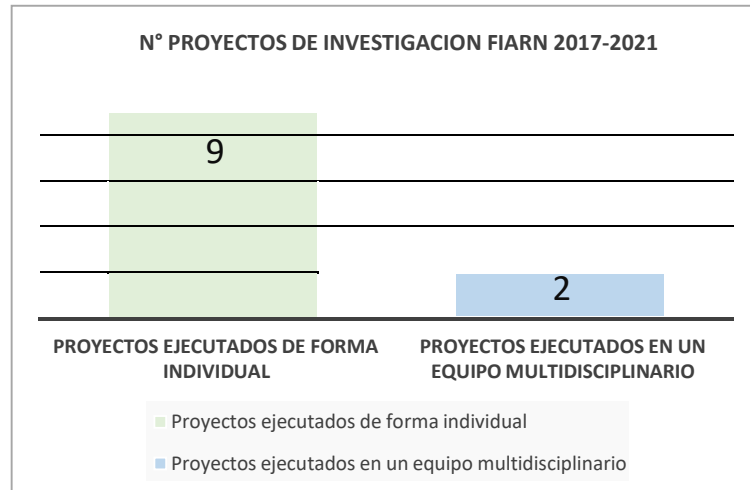 N° PROYECTOS DE INVESTIGACION FIARN 2017-2021
9
2
PROYECTOS EJECUTADOS DE FORMA
INDIVIDUAL
PROYECTOS EJECUTADOS EN UN
EQUIPO MULTIDISCIPLINARIO
Proyectos ejecutados de forma individual
Proyectos ejecutados en un equipo multidisciplinario